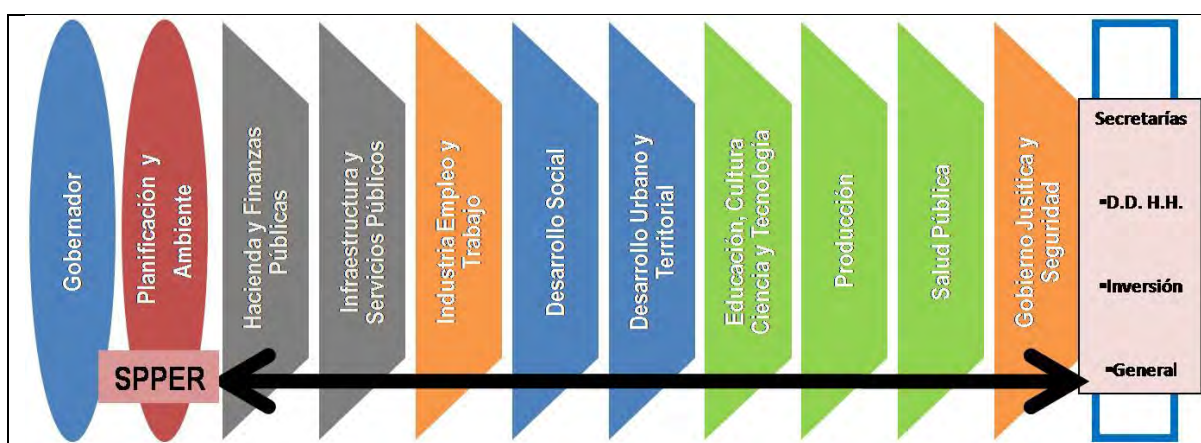 Gobernador
Planificación y
Ambiente
Hacienda y Finanzas
Públicas
Infraestructura y
Servicios Públicos
Industria Empleo y
Trabajo
Desarrollo Social
Desarrollo Urbano y
Territorial
Educación, Cultura
Ciencia y Tecnología
Producción
Salud Pública
Gobierno Jusitica y
Seguridad
Secretarías
▪D.D. H.H.
▪Inversión
▪General
SPPER